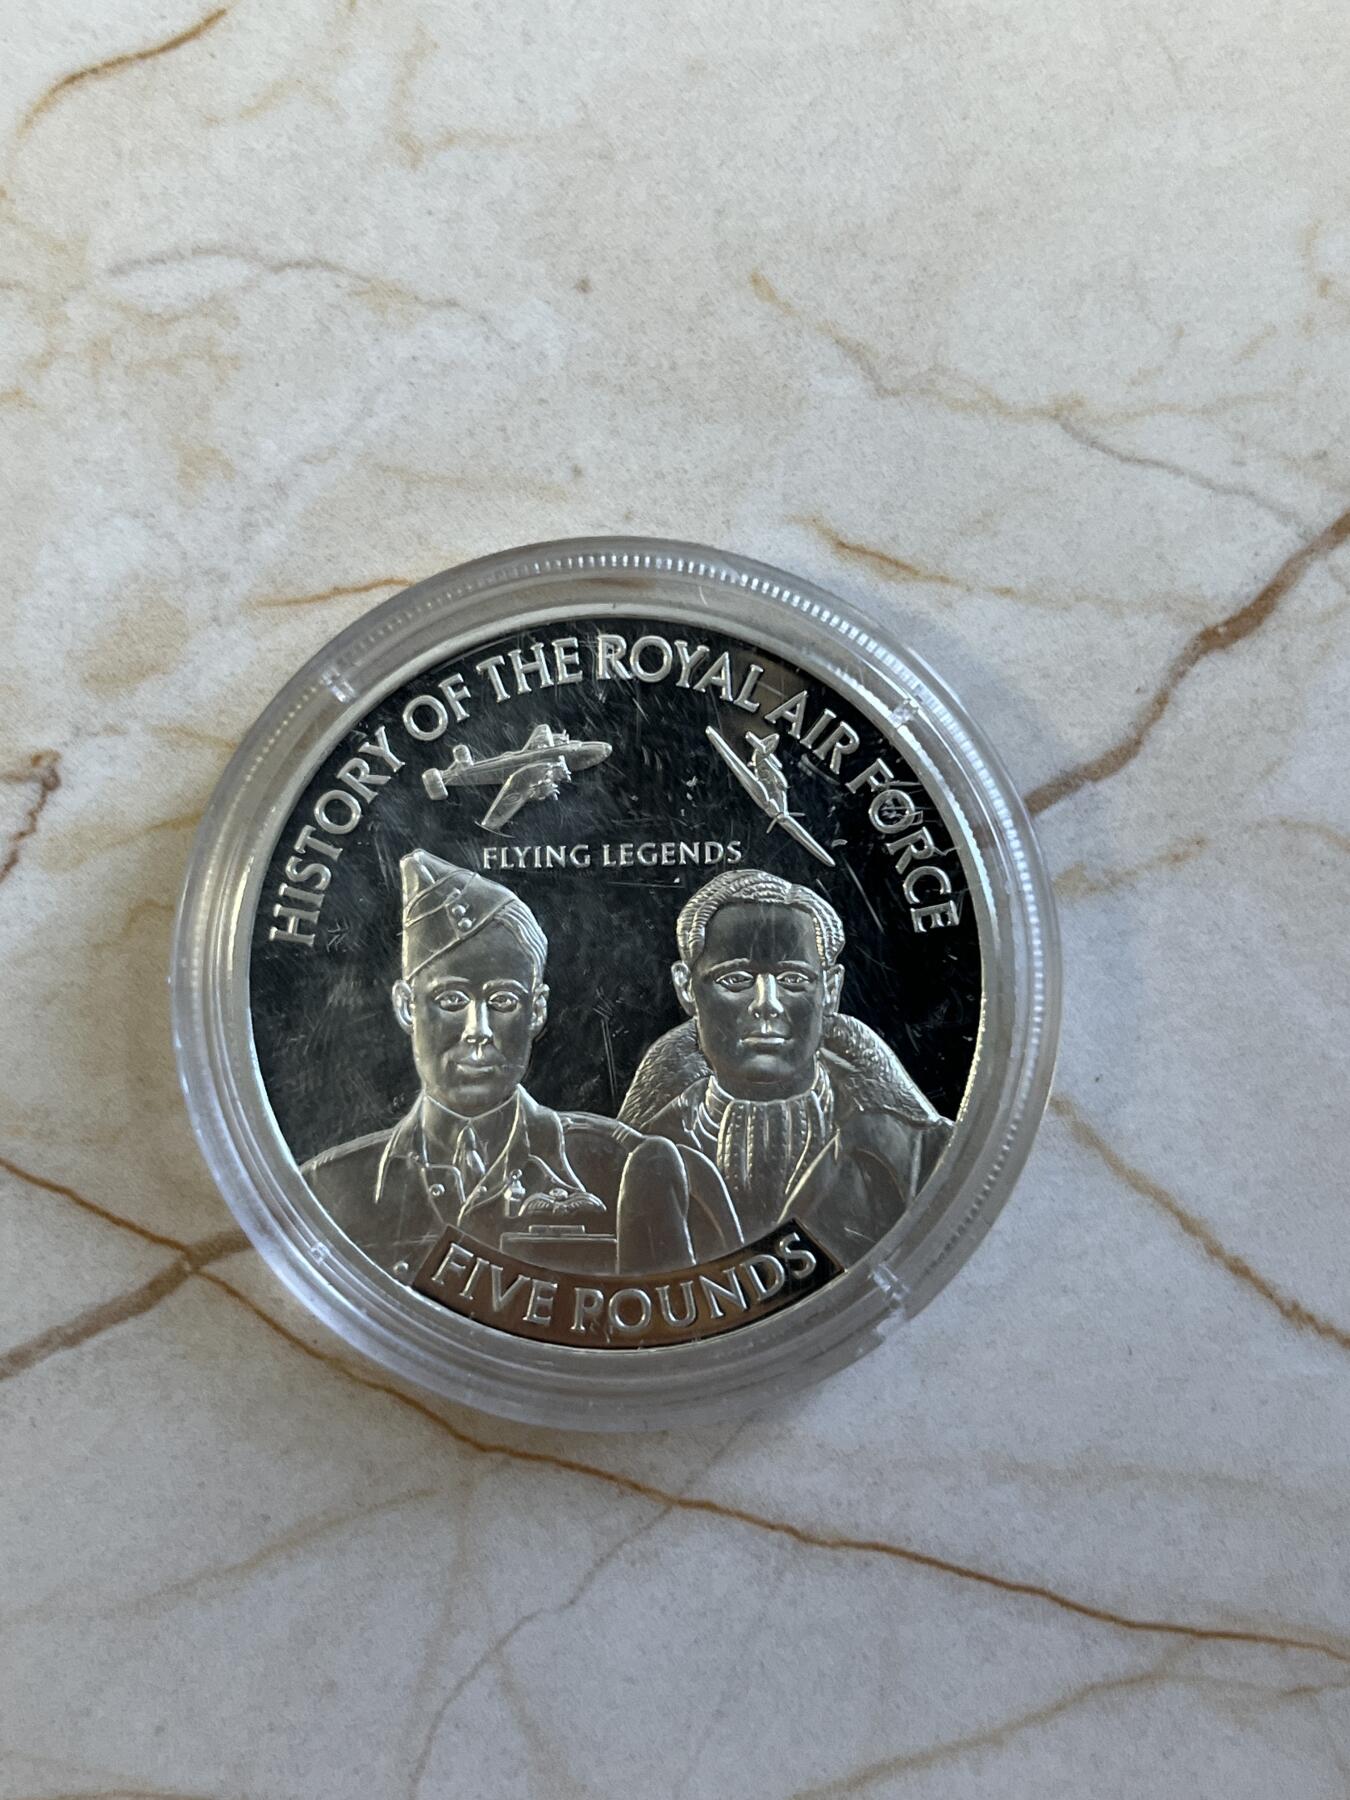 HISTORY OF THE ROYAL AIR FORCE
FLYING LEGENDS
FIVE POUNDS